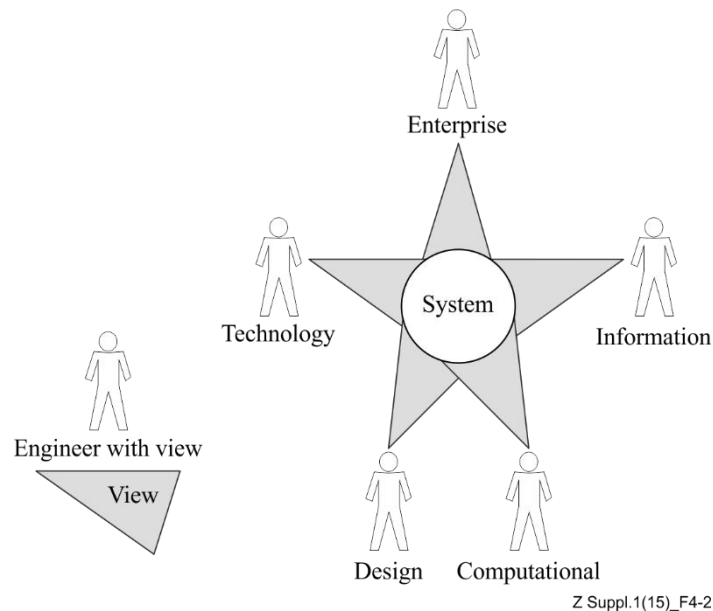 Enterprise
System
Technology
Information
Engineer with view
View
Design
Computational
Z Suppl.1(15)_F4-2